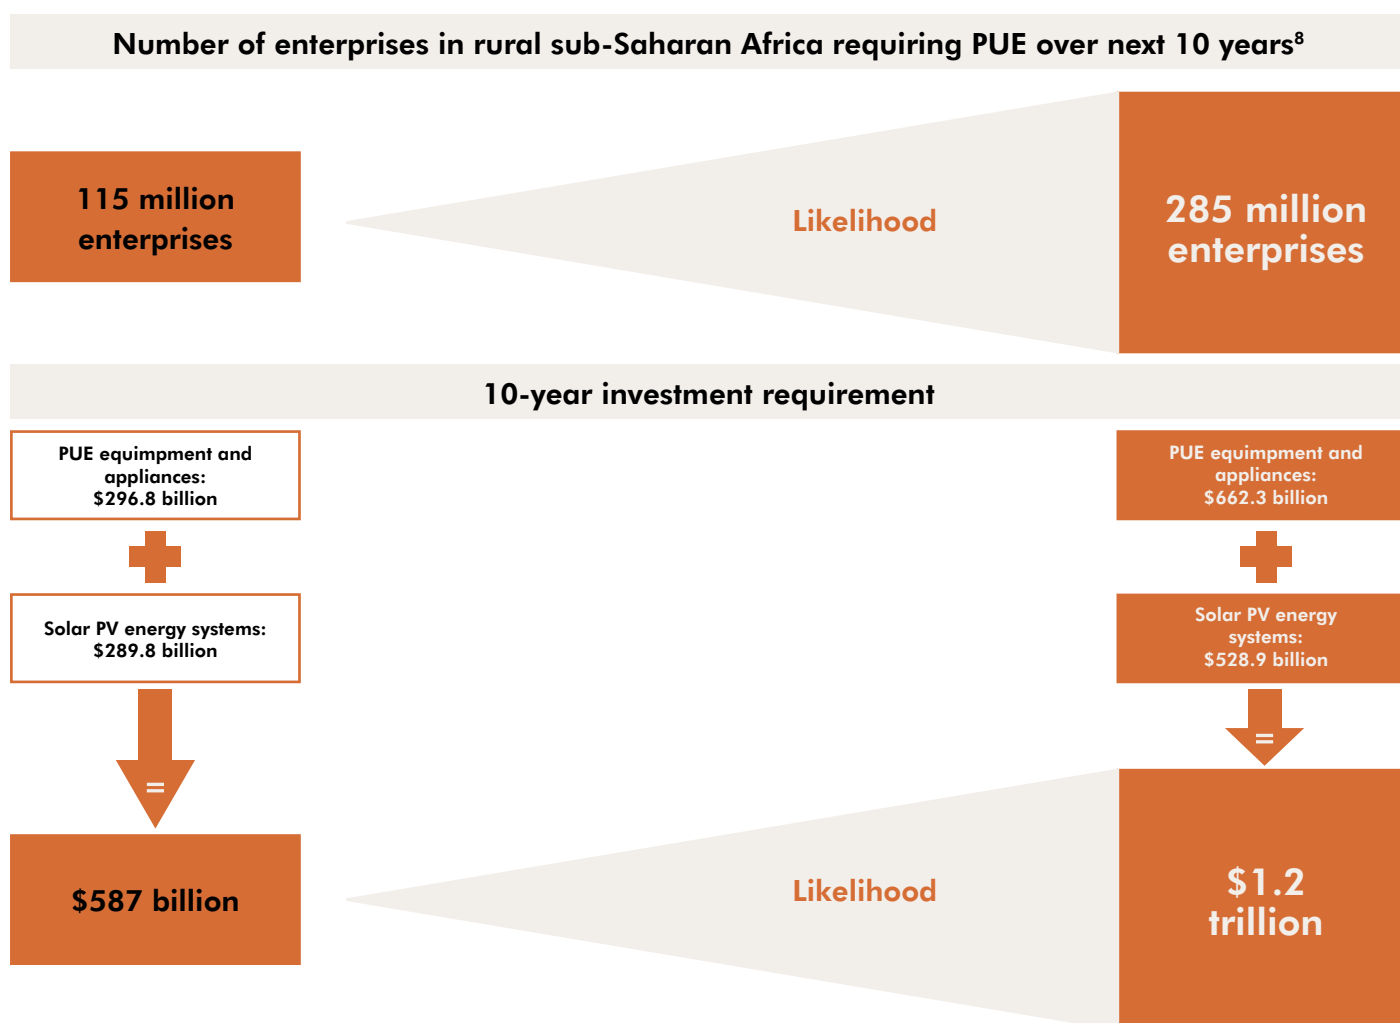 Number of enterprises in rural sub-Saharan Africa requiring PUE over next 10 years⁸
115 million
enterprises
Likelihood
285 million
enterprises
10-year investment requirement
PUE equimpment and
appliances:
$296.8 billion
PUE equimpment and
appliances:
$662.3 billion
Solar PV energy systems:
$289.8 billion
Solar PV energy
systems:
$528.9 billion
=
=
$587 billion
Likelihood
$1.2
trillion